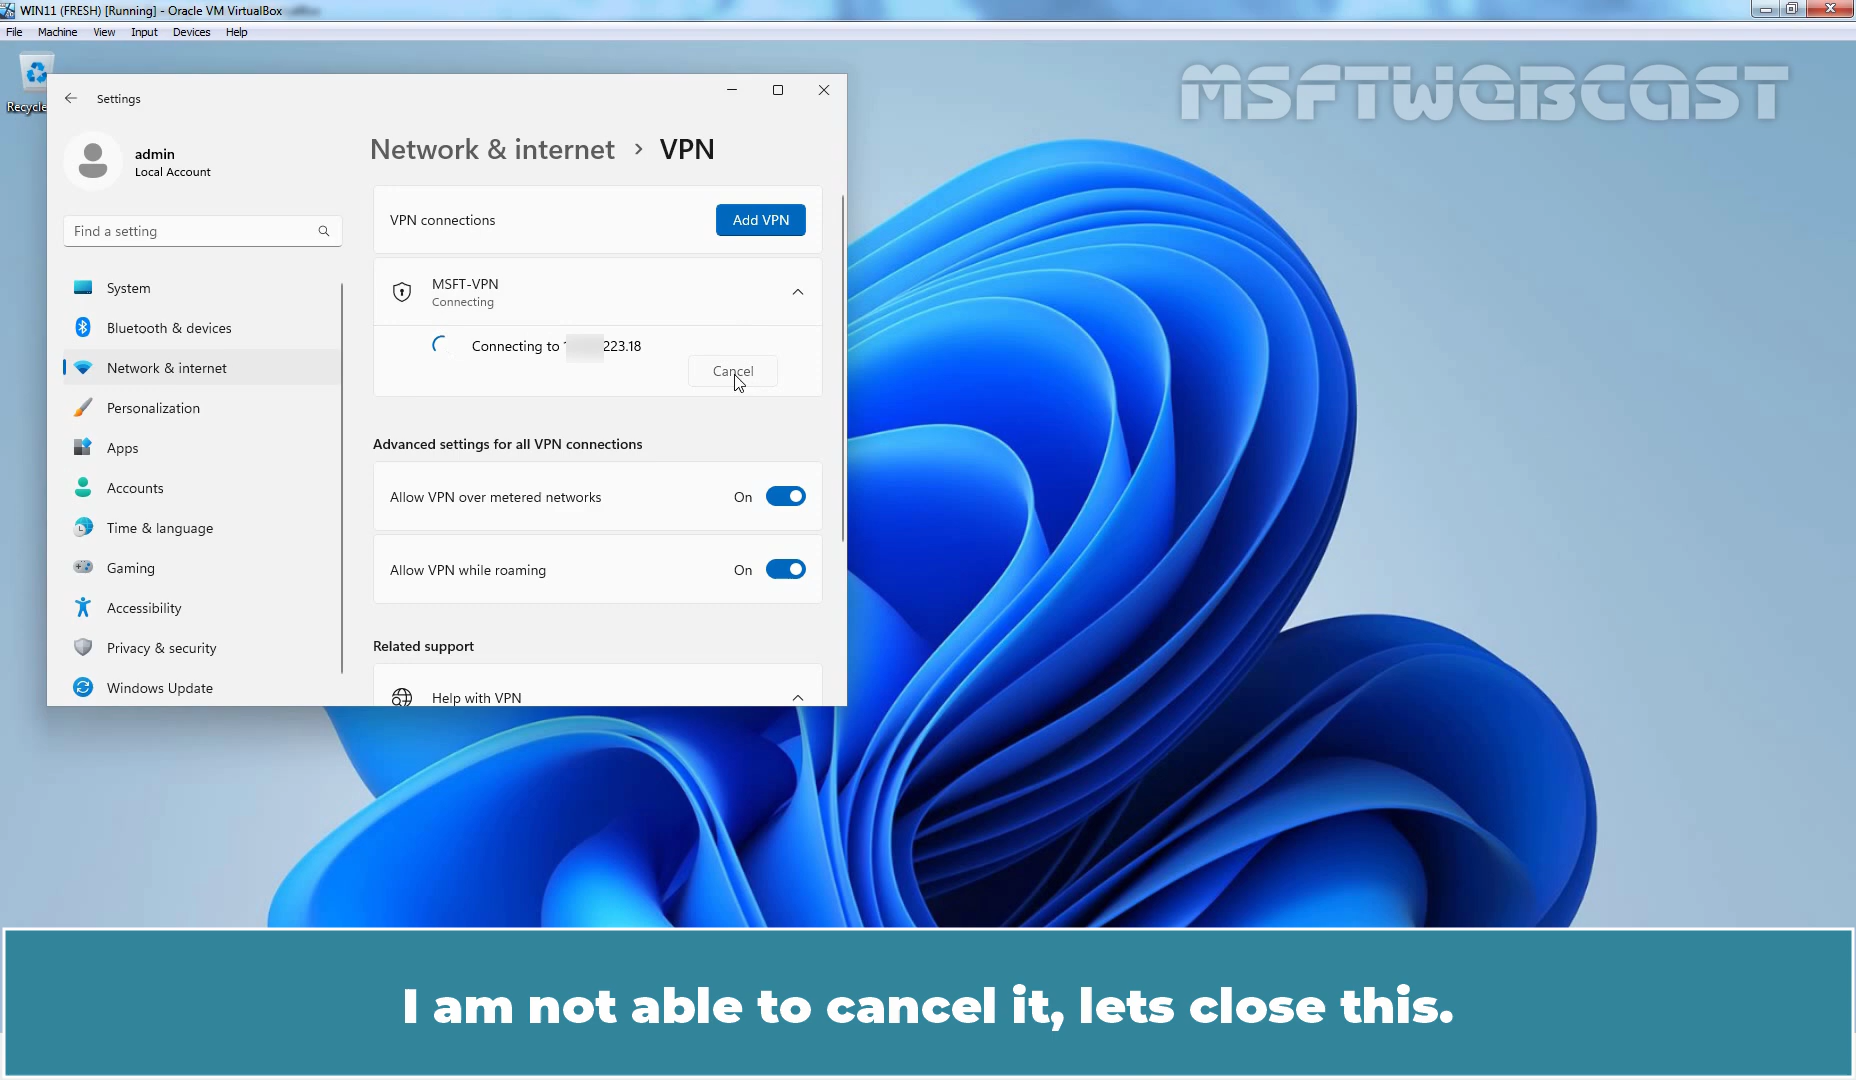 WIN11 (FRESH) [Running] - Oracle VM VirtualBox
File Machine View Input Devices Help
MSFTWEBCAST
Recycle
Settings
admin
Local Account
Find a setting
System
Bluetooth & devices
Network & internet
Personalization
Apps
Accounts
Time & language
Gaming
Accessibility
Privacy & security
Windows Update
Network & internet > VPN
VPN connections
Add VPN
MSFT-VPN
Connecting
Connecting to 223.18
Cancel
Advanced settings for all VPN connections
Allow VPN over metered networks On
Allow VPN while roaming On
Related support
Help with VPN
I am not able to cancel it, lets close this.